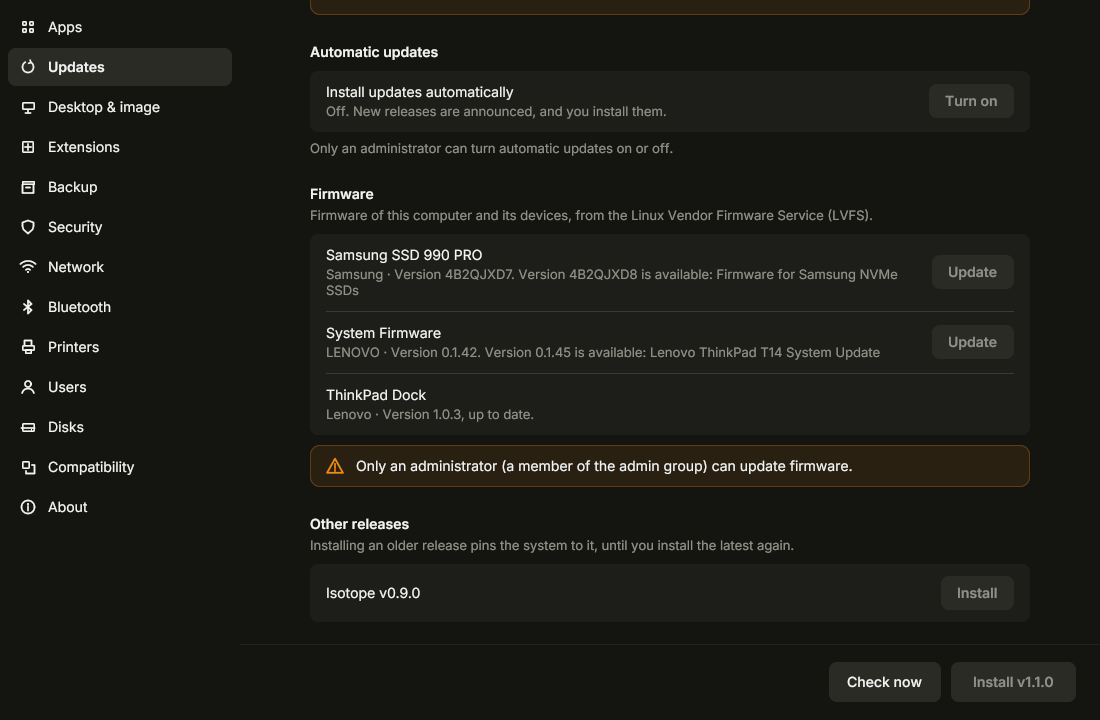 Apps
Updates
Desktop & image
Extensions
Backup
Security
Network
Bluetooth
Printers
Users
Disks
Compatibility
About
Automatic updates
Install updates automatically
Off. New releases are announced, and you install them.
Turn on
Only an administrator can turn automatic updates on or off.
Firmware
Firmware of this computer and its devices, from the Linux Vendor Firmware Service (LVFS).
Samsung SSD 990 PRO
Samsung · Version 4B2QJXD7. Version 4B2QJXD8 is available: Firmware for Samsung NVMe
SSDs
Update
System Firmware
LENOVO · Version 0.1.42. Version 0.1.45 is available: Lenovo ThinkPad T14 System Update
Update
ThinkPad Dock
Lenovo · Version 1.0.3, up to date.
Only an administrator (a member of the admin group) can update firmware.
Other releases
Installing an older release pins the system to it, until you install the latest again.
Isotope v0.9.0
Install
Check now
Install v1.1.0